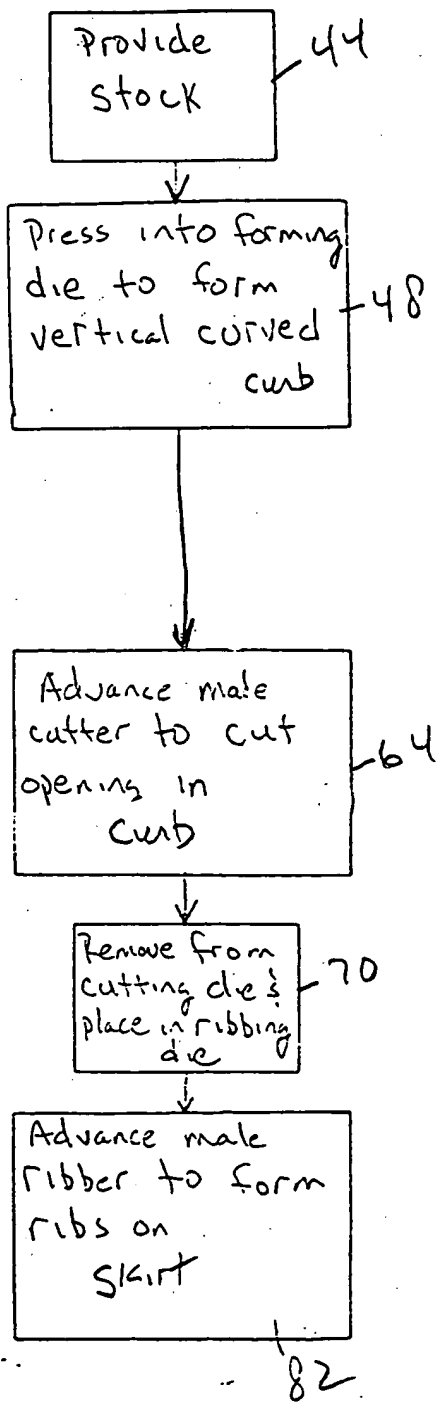 Provide
stock
44
Press into forming
die to form
vertical curved
curb
48
Advance male
cutter to cut
opening in
curb
64
Remove from
cutting die &
place in ribbing
die
70
Advance male
ribber to form
ribs on
skirt
82